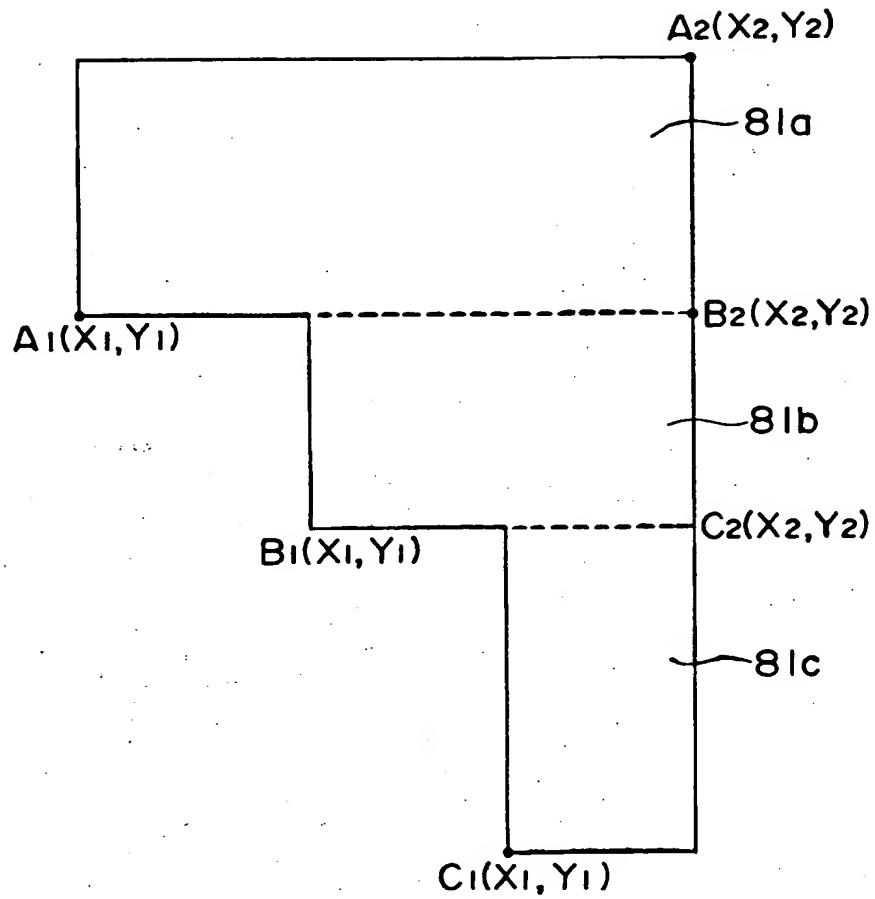 A2(X2,Y2)
81a
A1(X1,Y1)
B2(X2,Y2)
81b
B1(X1,Y1)
C2(X2,Y2)
81c
C1(X1,Y1)